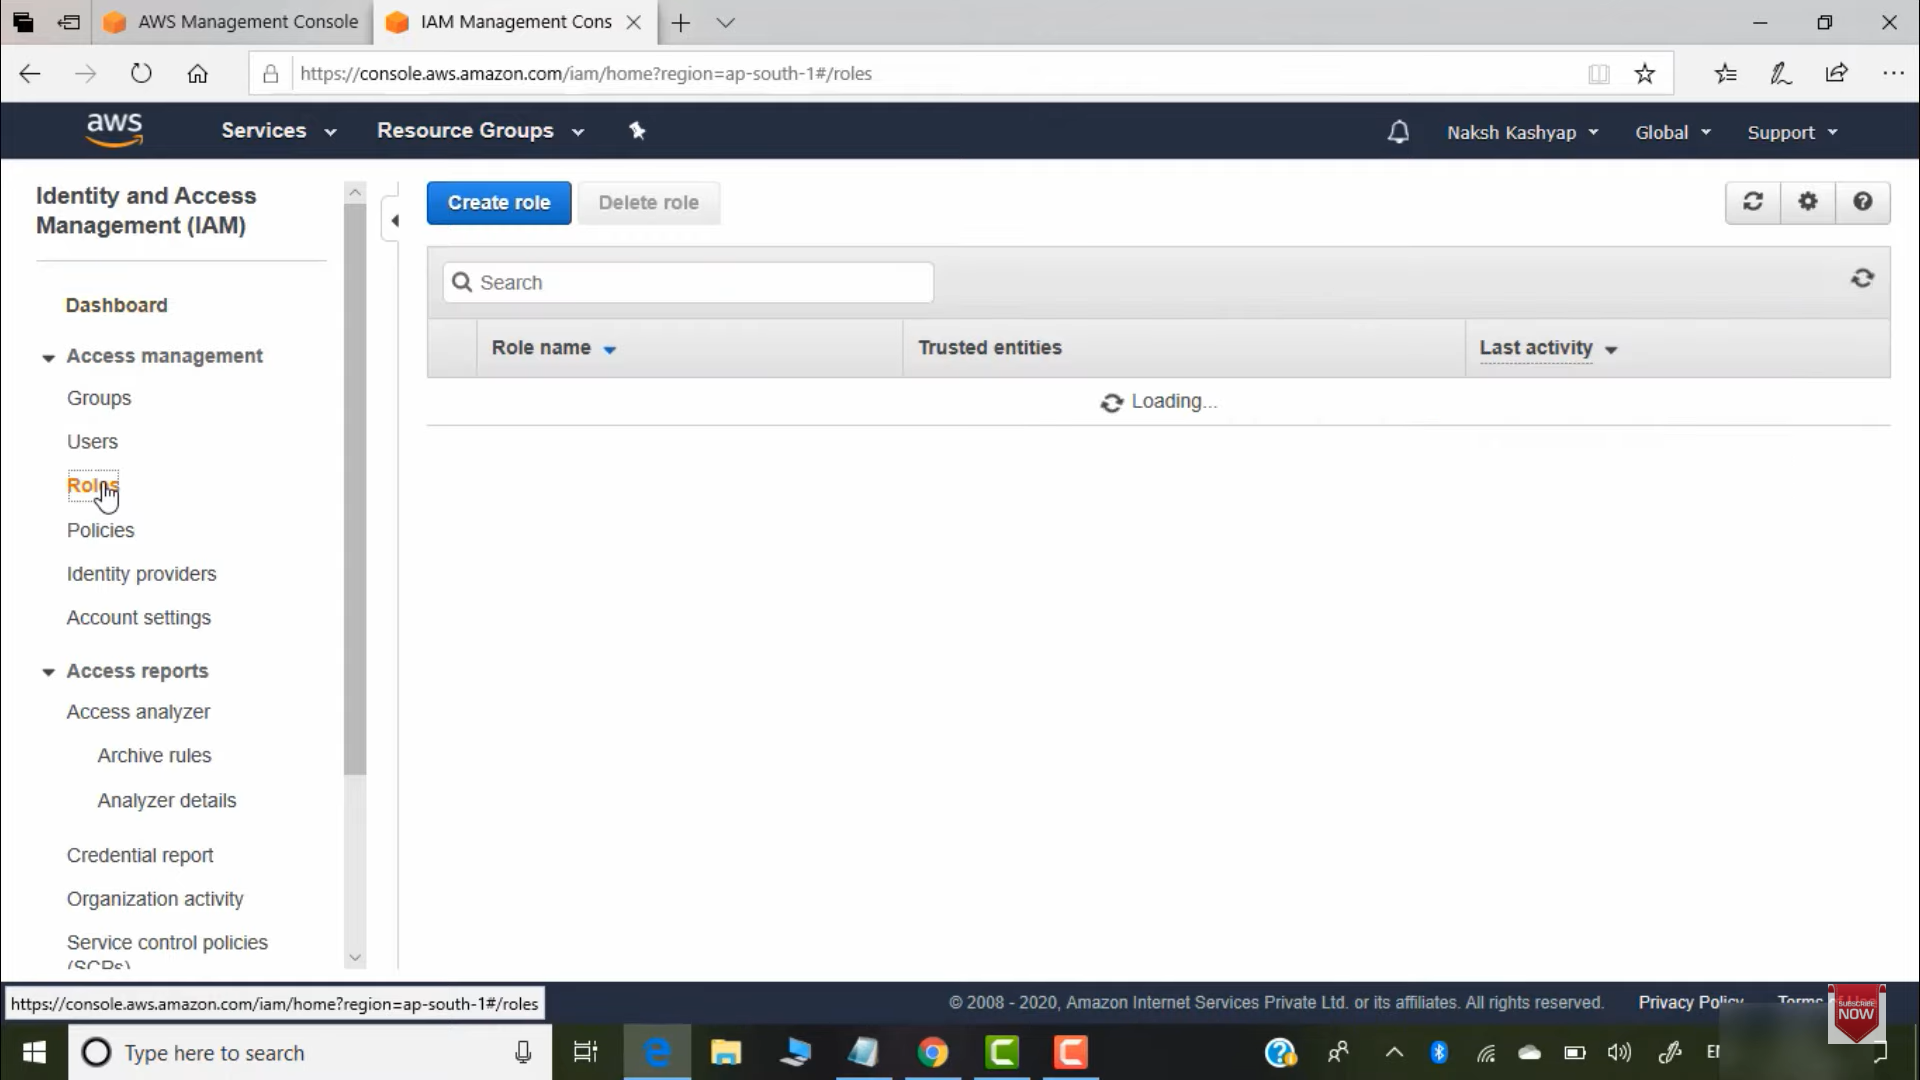 AWS Management Console
IAM Management Cons
https://console.aws.amazon.com/iam/home?region=ap-south-1#/roles
aws
Services
Resource Groups
Naksh Kashyap
Global
Support
Identity and Access
Management (IAM)
Dashboard
Access management
Groups
Users
Roles
Policies
Identity providers
Account settings
Access reports
Access analyzer
Archive rules
Analyzer details
Credential report
Organization activity
Service control policies
(SCPs)
Create role
Delete role
Search
Role name
Trusted entities
Last activity
Loading...
https://console.aws.amazon.com/iam/home?region=ap-south-1#/roles
© 2008 - 2020, Amazon Internet Services Private Ltd. or its affiliates. All rights reserved.
Privacy Policy
Terms
SUBSCRIBE
NOW
Type here to search